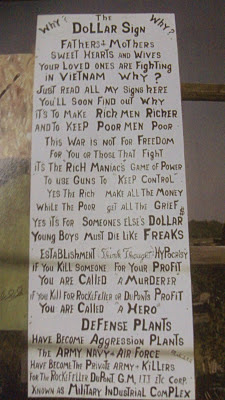 Why? The Why?
DOLLAR SIGN
FATHERS + MOTHERS
SWEET HEARTS AND WIVES
YOUR LOVED ONES ARE FIGHTING
IN VIETNAM WHY?
JUST READ ALL MY SIGNS HERE
YOU'LL SOON FIND OUT WHY
IT'S TO MAKE RICH MEN RICHER
AND TO KEEP POOR MEN POOR
THIS WAR IS NOT FOR FREEDOM
FOR YOU OR THOSE THAT FIGHT
IT'S THE RICH MANIAC'S GAME OF POWER
TO USE GUNS TO "KEEP CONTROL"
YES THE RICH MAKE ALL THE MONEY
WHILE THE POOR get ALL THE GRIEF
YES IT'S FOR SOMEONE ELSE'S DOLLAR
YOUNG BOYS MUST DIE LIKE FREAKS
ESTABLISHMENT Think Thought: HYPOCRISY
IF YOU KILL SOMEONE FOR YOUR PROFIT
YOU ARE CALLED "A MURDERER"
IF YOU KILL FOR ROCKEFELLER OR DUPONTS PROFIT
YOU ARE CALLED "A HERO"
DEFENSE PLANTS
HAVE BECOME AGGRESSION PLANTS
THE ARMY NAVY + AIR FORCE
HAVE BECOME THE PRIVATE ARMY + KILLERS
FOR THE ROCKEFELLER DUPONT G.M. ITT ETC CORP.
KNOWN AS MILITARY INDUSTRIAL COMPLEX